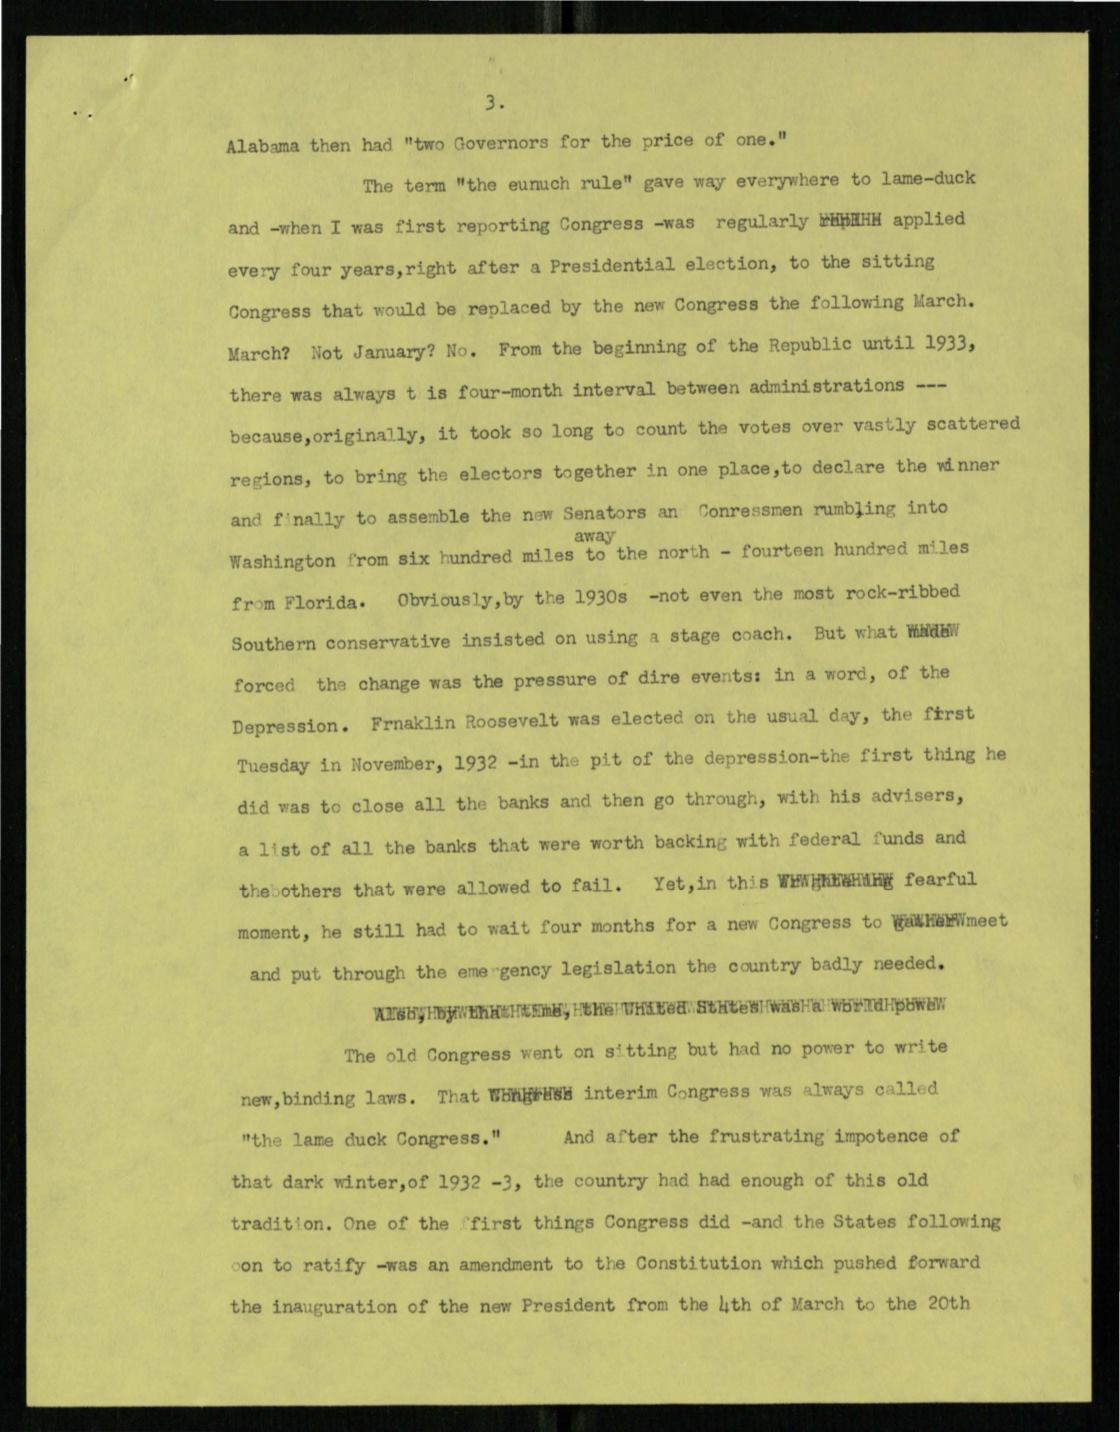 3.
Alabama then had "two Governors for the price of one."
The term "the eunuch rule" gave way everywhere to lame-duck
and -when I was first reporting Congress -was regularly applied
every four years,right after a Presidential election, to the sitting
Congress that would be replaced by the new Congress the following March.
March? Not January? No. From the beginning of the Republic until 1933,
there was always t is four-month interval between administrations ---
because,originally, it took so long to count the votes over vastly scattered
regions, to bring the electors together in one place,to declare the winner
and finally to assemble the new Senators an Conressmen rumbling into
away
Washington from six hundred miles to the north - fourteen hundred miles
from Florida. Obviously,by the 1930s -not even the most rock-ribbed
Southern conservative insisted on using a stage coach. But what made
forced the change was the pressure of dire events: in a word, of the
Depression. Frnaklin Roosevelt was elected on the usual day, the first
Tuesday in November, 1932 -in the pit of the depression-the first thing he
did was to close all the banks and then go through, with his advisers,
a list of all the banks that were worth backing with federal funds and
the others that were allowed to fail. Yet,in this fearful
moment, he still had to wait four months for a new Congress to gather meet
and put through the emergency legislation the country badly needed.
Also, by that time, the United States was a world power
The old Congress went on sitting but had no power to write
new,binding laws. That Congress interim Congress was always called
"the lame duck Congress." And after the frustrating impotence of
that dark winter,of 1932 -3, the country had had enough of this old
tradition. One of the first things Congress did -and the States following
on to ratify -was an amendment to the Constitution which pushed forward
the inauguration of the new President from the 4th of March to the 20th